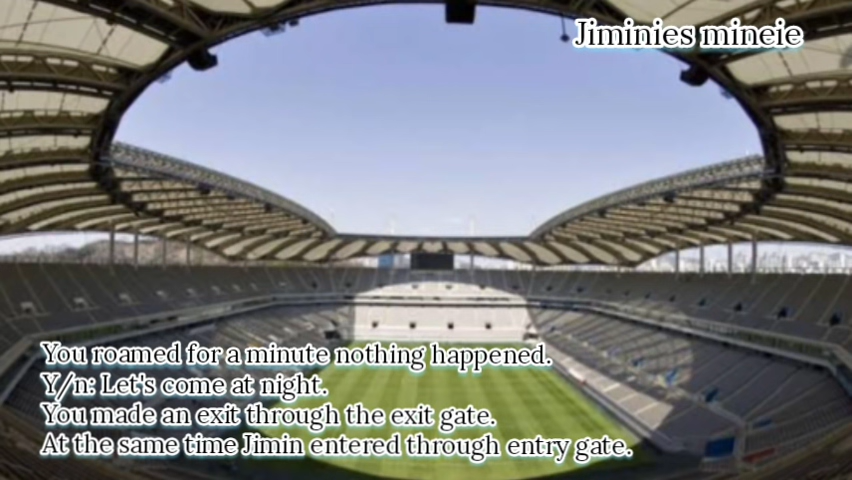 Jiminies mineie
You roamed for a minute nothing happened.
Y/n: Let's come at night.
You made an exit through the exit gate.
At the same time Jimin entered through entry gate.